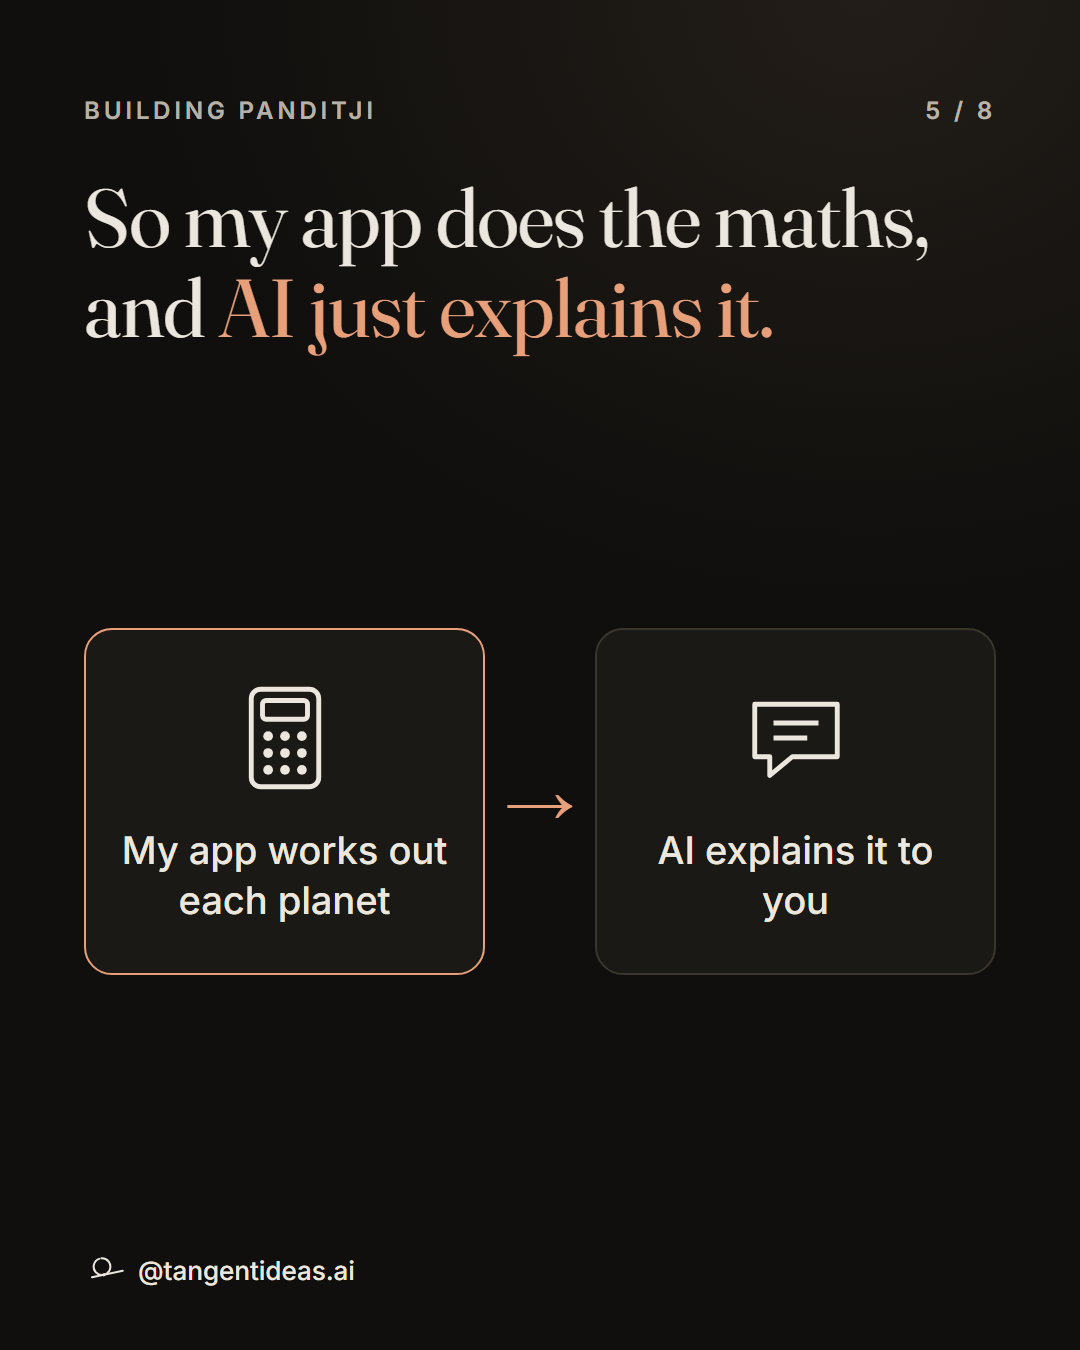 BUILDING PANDITJI
5 / 8
So my app does the maths,
and AI just explains it.
My app works out
each planet
AI explains it to
you
@tangentideas.ai